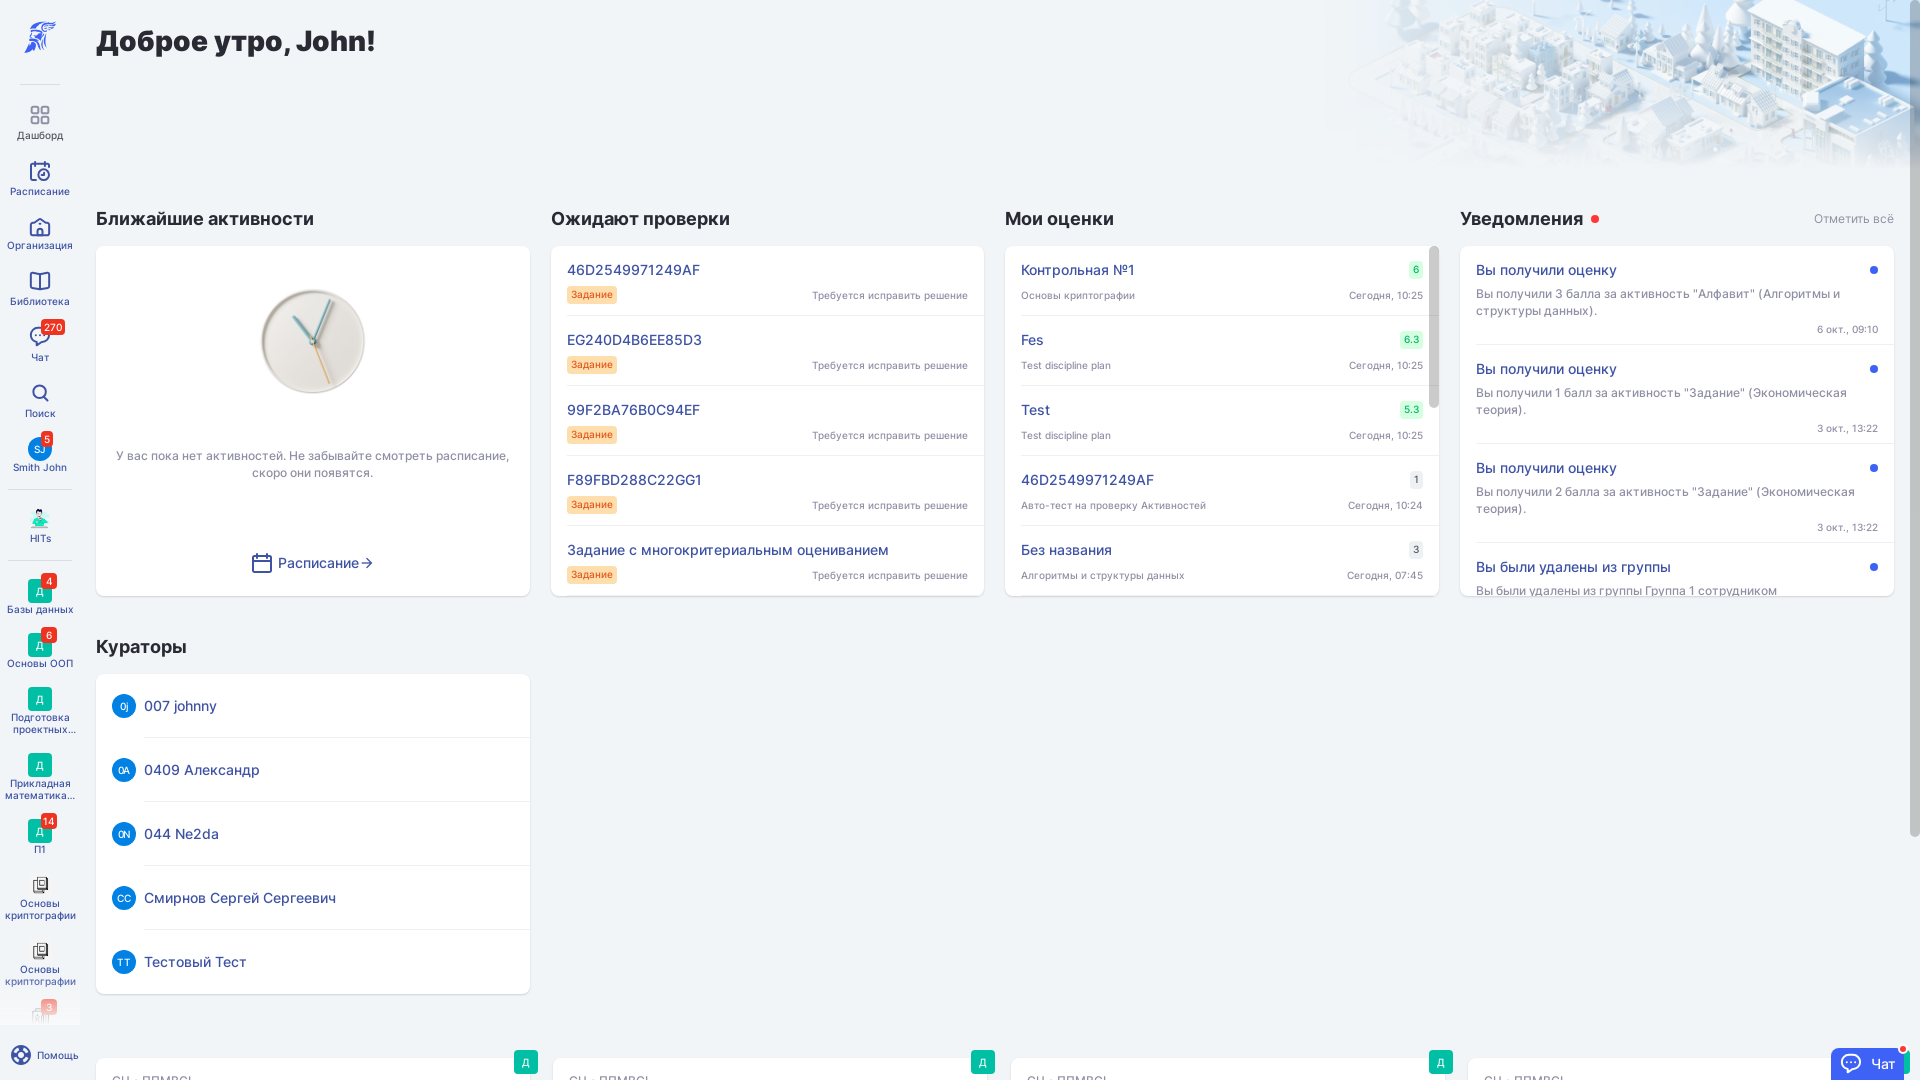 Доброе утро, John!
Дашборд
Расписание
Организация
Библиотека
270
Чат
Поиск
5
SJ
Smith John
HITs
4
Д
Базы данных
6
Д
Основы ООП
Д
Подготовка
проектных...
Д
Прикладная
математика...
14
Д
П1
Основы
криптографии
Основы
криптографии
3
Помощь
Ближайшие активности
У вас пока нет активностей. Не забывайте смотреть расписание,
скоро они появятся.
Расписание
Ожидают проверки
46D2549971249AF
Задание
Требуется исправить решение
EG240D4B6EE85D3
Задание
Требуется исправить решение
99F2BA76B0C94EF
Задание
Требуется исправить решение
F89FBD288C22GG1
Задание
Требуется исправить решение
Задание с многокритериальным оцениванием
Задание
Требуется исправить решение
Мои оценки
Контрольная №1
6
Основы криптографии
Сегодня, 10:25
Fes
6.3
Test discipline plan
Сегодня, 10:25
Test
5.3
Test discipline plan
Сегодня, 10:25
46D2549971249AF
1
Авто-тест на проверку Активностей
Сегодня, 10:24
Без названия
3
Алгоритмы и структуры данных
Сегодня, 07:45
Уведомления
Отметить всё
Вы получили оценку
Вы получили 3 балла за активность "Алфавит" (Алгоритмы и
структуры данных).
6 окт., 09:10
Вы получили оценку
Вы получили 1 балл за активность "Задание" (Экономическая
теория).
3 окт., 13:22
Вы получили оценку
Вы получили 2 балла за активность "Задание" (Экономическая
теория).
3 окт., 13:22
Вы были удалены из группы
Вы были удалены из группы Группа 1 сотрудником
Кураторы
0j
007 johnny
0А
0409 Александр
0N
044 Ne2da
СС
Смирнов Сергей Сергеевич
ТТ
Тестовый Тест
Д
Д
Д
Чат